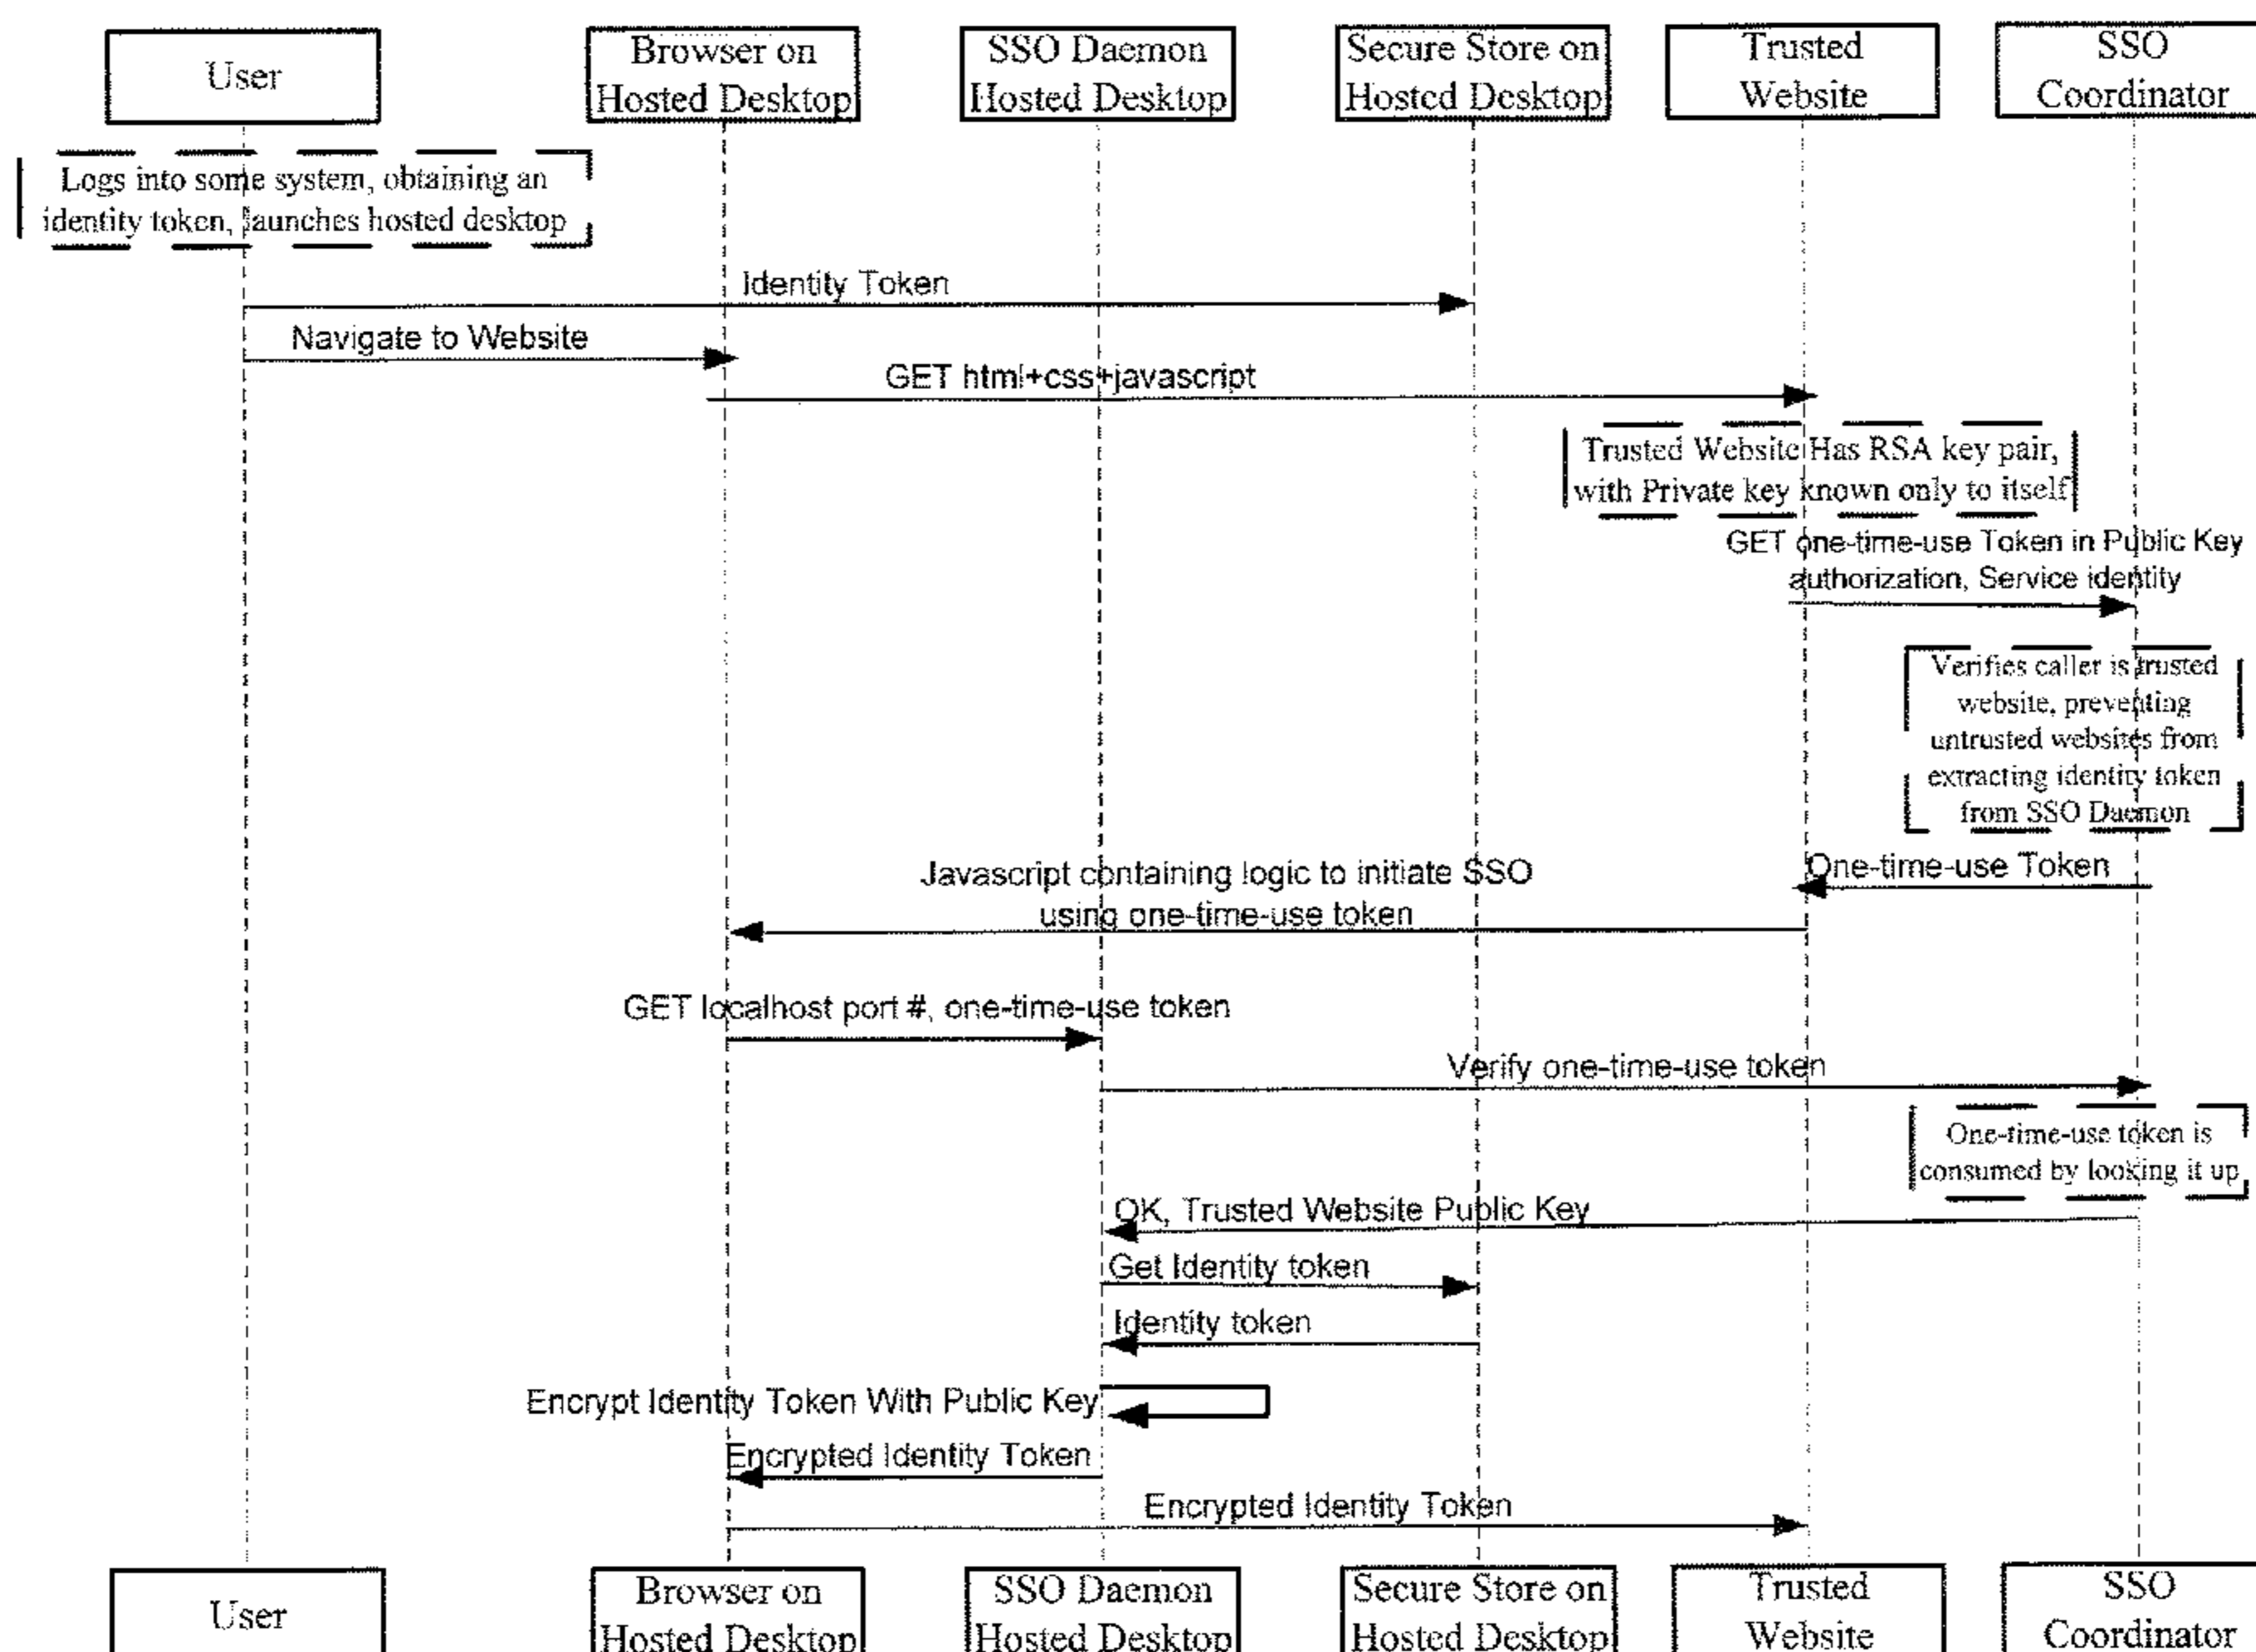 User
Browser on
Hosted Desktop
SSO Daemon
Hosted Desktop
Secure Store on
Hosted Desktop
Trusted
Website
SSO
Coordinator
Logs into some system, obtaining an
identity token, launches hosted desktop
Identity Token
Navigate to Website
GET html+css+javascript
Trusted Website Has RSA key pair,
with Private key known only to itself
GET one-time-use Token in Public Key
authorization, Service identity
Verifies caller is trusted
website, preventing
untrusted websites from
extracting identity token
from SSO Daemon
One-time-use Token
Javascript containing logic to initiate SSO
using one-time-use token
GET localhost port #, one-time-use token
Verify one-time-use token
One-time-use token is
consumed by looking it up
OK, Trusted Website Public Key
Get Identity token
Identity token
Encrypt Identity Token With Public Key
Encrypted Identity Token
Encrypted Identity Token
User
Browser on
Hosted Desktop
SSO Daemon
Hosted Desktop
Secure Store on
Hosted Desktop
Trusted
Website
SSO
Coordinator